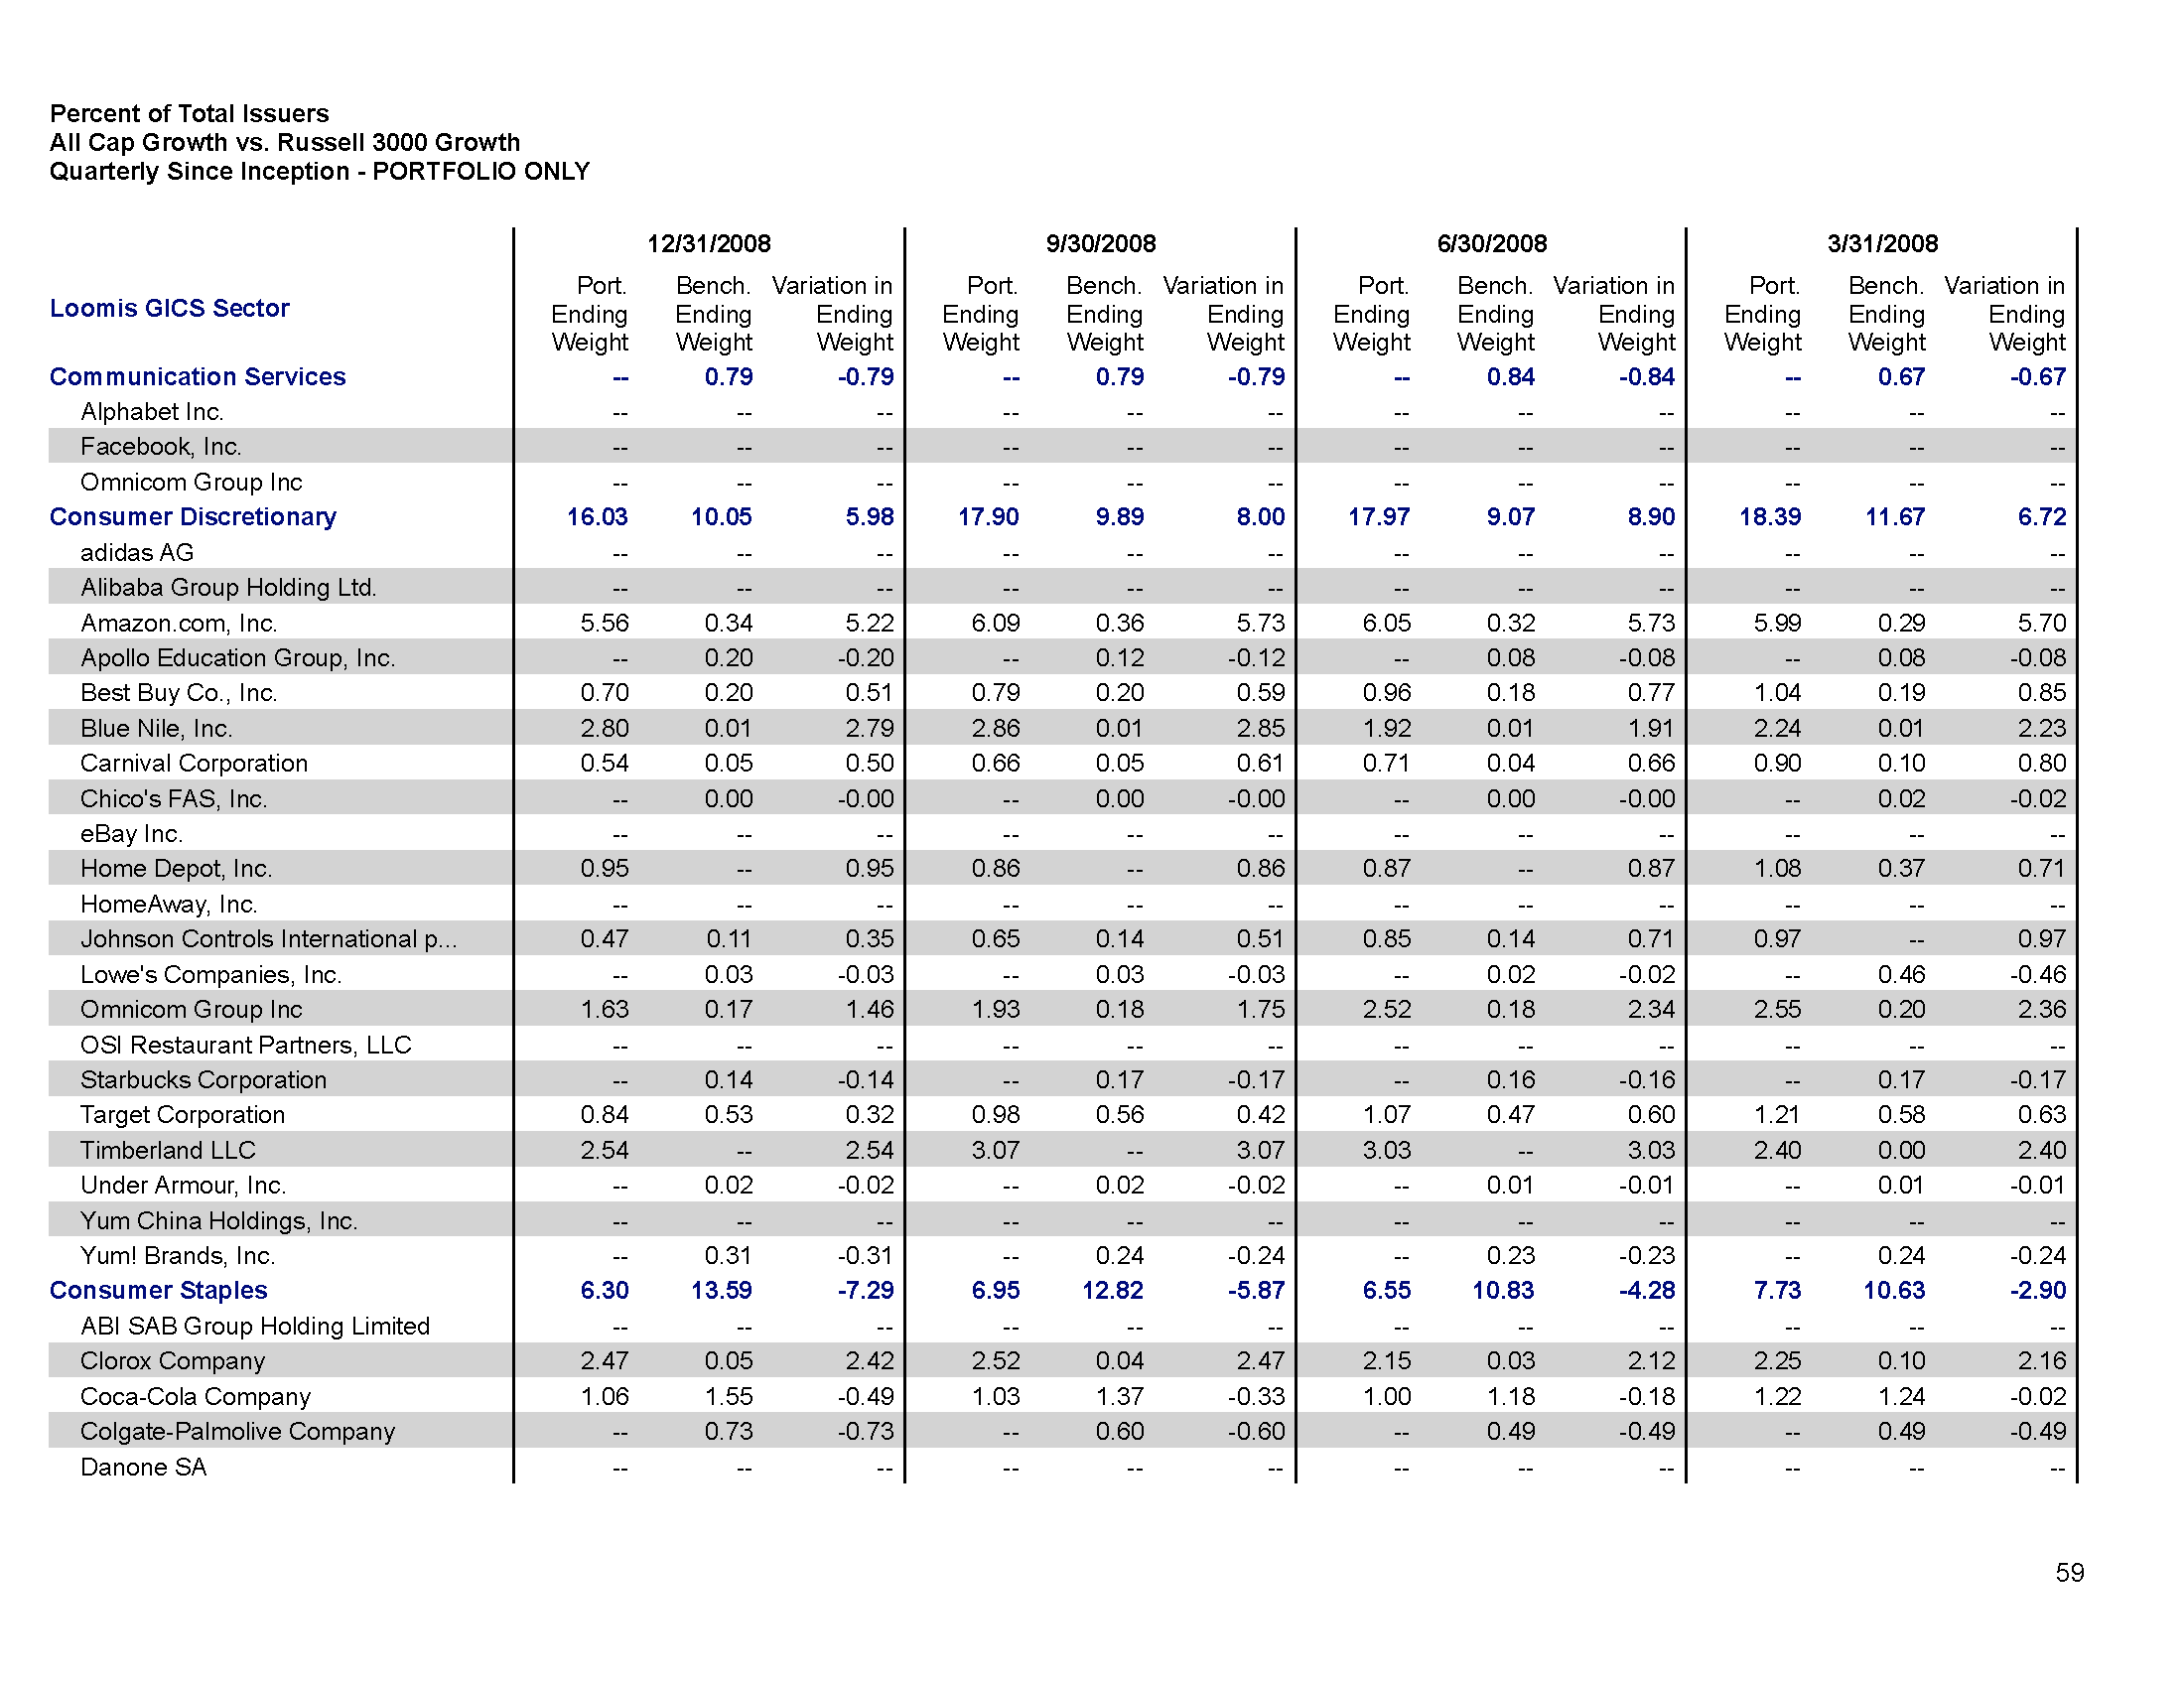 Percent of Total Issuers
All Cap Growth vs. Russell 3000 Growth
Quarterly Since Inception - PORTFOLIO ONLY
12/31/2008 9/30/2008 6/30/2008 3/31/2008
Port. Bench. Variation in Port. Bench. Variation in Port. Bench. Variation in Port. Bench. Variation in
Loomis GICS Sector Ending Ending Ending Ending Ending Ending Ending Ending Ending Ending Ending Ending
Weight Weight Weight Weight Weight Weight Weight Weight Weight Weight Weight Weight
Communication Services -- 0.79 -0.79 -- 0.79 -0.79 -- 0.84 -0.84 -- 0.67 -0.67
Alphabet Inc. -- -- -- -- -- -- -- -- -- -- -- --
Facebook, Inc. -- -- -- -- -- -- -- -- -- -- -- --
Omnicom Group Inc -- -- -- -- -- -- -- -- -- -- -- --
Consumer Discretionary 16.03 10.05 5.98 17.90 9.89 8.00 17.97 9.07 8.90 18.39 11.67 6.72
adidas AG -- -- -- -- -- -- -- -- -- -- -- --
Alibaba Group Holding Ltd. -- -- -- -- -- -- -- -- -- -- -- --
Amazon.com, Inc. 5.56 0.34 5.22 6.09 0.36 5.73 6.05 0.32 5.73 5.99 0.29 5.70
Apollo Education Group, Inc. -- 0.20 -0.20 -- 0.12 -0.12 -- 0.08 -0.08 -- 0.08 -0.08
Best Buy Co., Inc. 0.70 0.20 0.51 0.79 0.20 0.59 0.96 0.18 0.77 1.04 0.19 0.85
Blue Nile, Inc. 2.80 0.01 2.79 2.86 0.01 2.85 1.92 0.01 1.91 2.24 0.01 2.23
Carnival Corporation 0.54 0.05 0.50 0.66 0.05 0.61 0.71 0.04 0.66 0.90 0.10 0.80
Chico's FAS, Inc. -- 0.00 -0.00 -- 0.00 -0.00 -- 0.00 -0.00 -- 0.02 -0.02
eBay Inc. -- -- -- -- -- -- -- -- -- -- -- --
Home Depot, Inc. 0.95 -- 0.95 0.86 -- 0.86 0.87 -- 0.87 1.08 0.37 0.71
HomeAway, Inc. -- -- -- -- -- -- -- -- -- -- -- --
Johnson Controls International p... 0.47 0.11 0.35 0.65 0.14 0.51 0.85 0.14 0.71 0.97 -- 0.97
Lowe's Companies, Inc. -- 0.03 -0.03 -- 0.03 -0.03 -- 0.02 -0.02 -- 0.46 -0.46
Omnicom Group Inc 1.63 0.17 1.46 1.93 0.18 1.75 2.52 0.18 2.34 2.55 0.20 2.36
OSI Restaurant Partners, LLC -- -- -- -- -- -- -- -- -- -- -- --
Starbucks Corporation -- 0.14 -0.14 -- 0.17 -0.17 -- 0.16 -0.16 -- 0.17 -0.17
Target Corporation 0.84 0.53 0.32 0.98 0.56 0.42 1.07 0.47 0.60 1.21 0.58 0.63
Timberland LLC 2.54 -- 2.54 3.07 -- 3.07 3.03 -- 3.03 2.40 0.00 2.40
Under Armour, Inc. -- 0.02 -0.02 -- 0.02 -0.02 -- 0.01 -0.01 -- 0.01 -0.01
Yum China Holdings, Inc. -- -- -- -- -- -- -- -- -- -- -- --
Yum! Brands, Inc. -- 0.31 -0.31 -- 0.24 -0.24 -- 0.23 -0.23 -- 0.24 -0.24
Consumer Staples 6.30 13.59 -7.29 6.95 12.82 -5.87 6.55 10.83 -4.28 7.73 10.63 -2.90
ABI SAB Group Holding Limited -- -- -- -- -- -- -- -- -- -- -- --
Clorox Company 2.47 0.05 2.42 2.52 0.04 2.47 2.15 0.03 2.12 2.25 0.10 2.16
Coca-Cola Company 1.06 1.55 -0.49 1.03 1.37 -0.33 1.00 1.18 -0.18 1.22 1.24 -0.02
Colgate-Palmolive Company -- 0.73 -0.73 -- 0.60 -0.60 -- 0.49 -0.49 -- 0.49 -0.49
Danone SA -- -- -- -- -- -- -- -- -- -- -- --
59